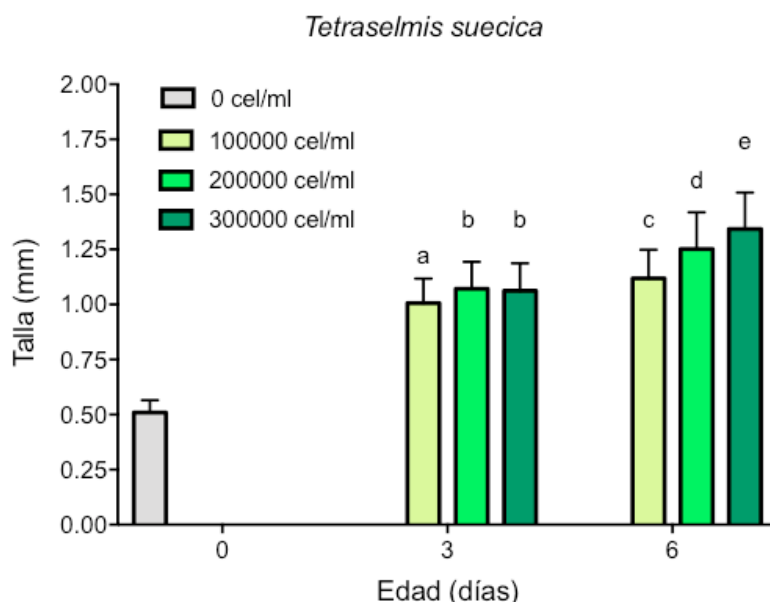 Tetraselmis suecica
Talla (mm)
2.00
1.75
1.50
1.25
1.00
0.75
0.50
0.25
0.00
0 cel/ml
100000 cel/ml
200000 cel/ml
300000 cel/ml
a b b c d e
0 3 6
Edad (días)